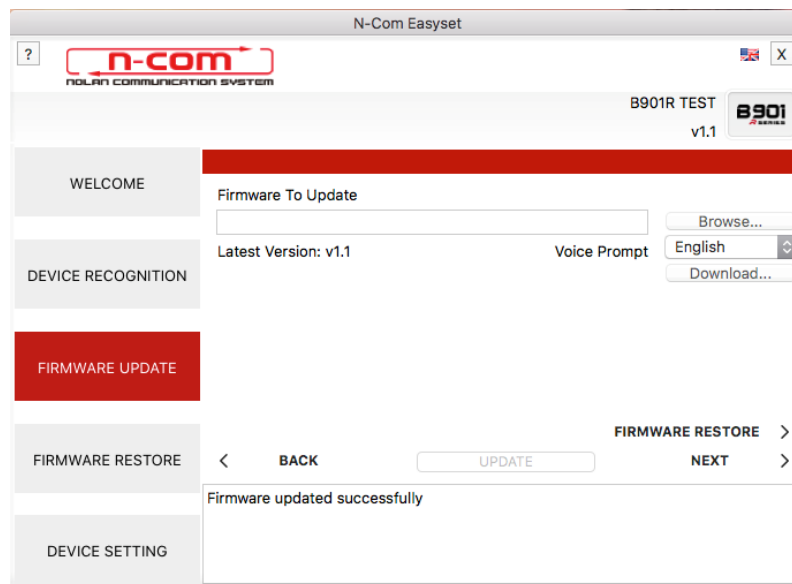 N-Com Easyset
?
n-com
NOLAN COMMUNICATION SYSTEM
X
B901R TEST
v1.1
B901
R SERIES
WELCOME
DEVICE RECOGNITION
FIRMWARE UPDATE
FIRMWARE RESTORE
DEVICE SETTING
Firmware To Update
Browse...
Latest Version: v1.1 Voice Prompt English
Download...
FIRMWARE RESTORE >
< BACK UPDATE NEXT >
Firmware updated successfully